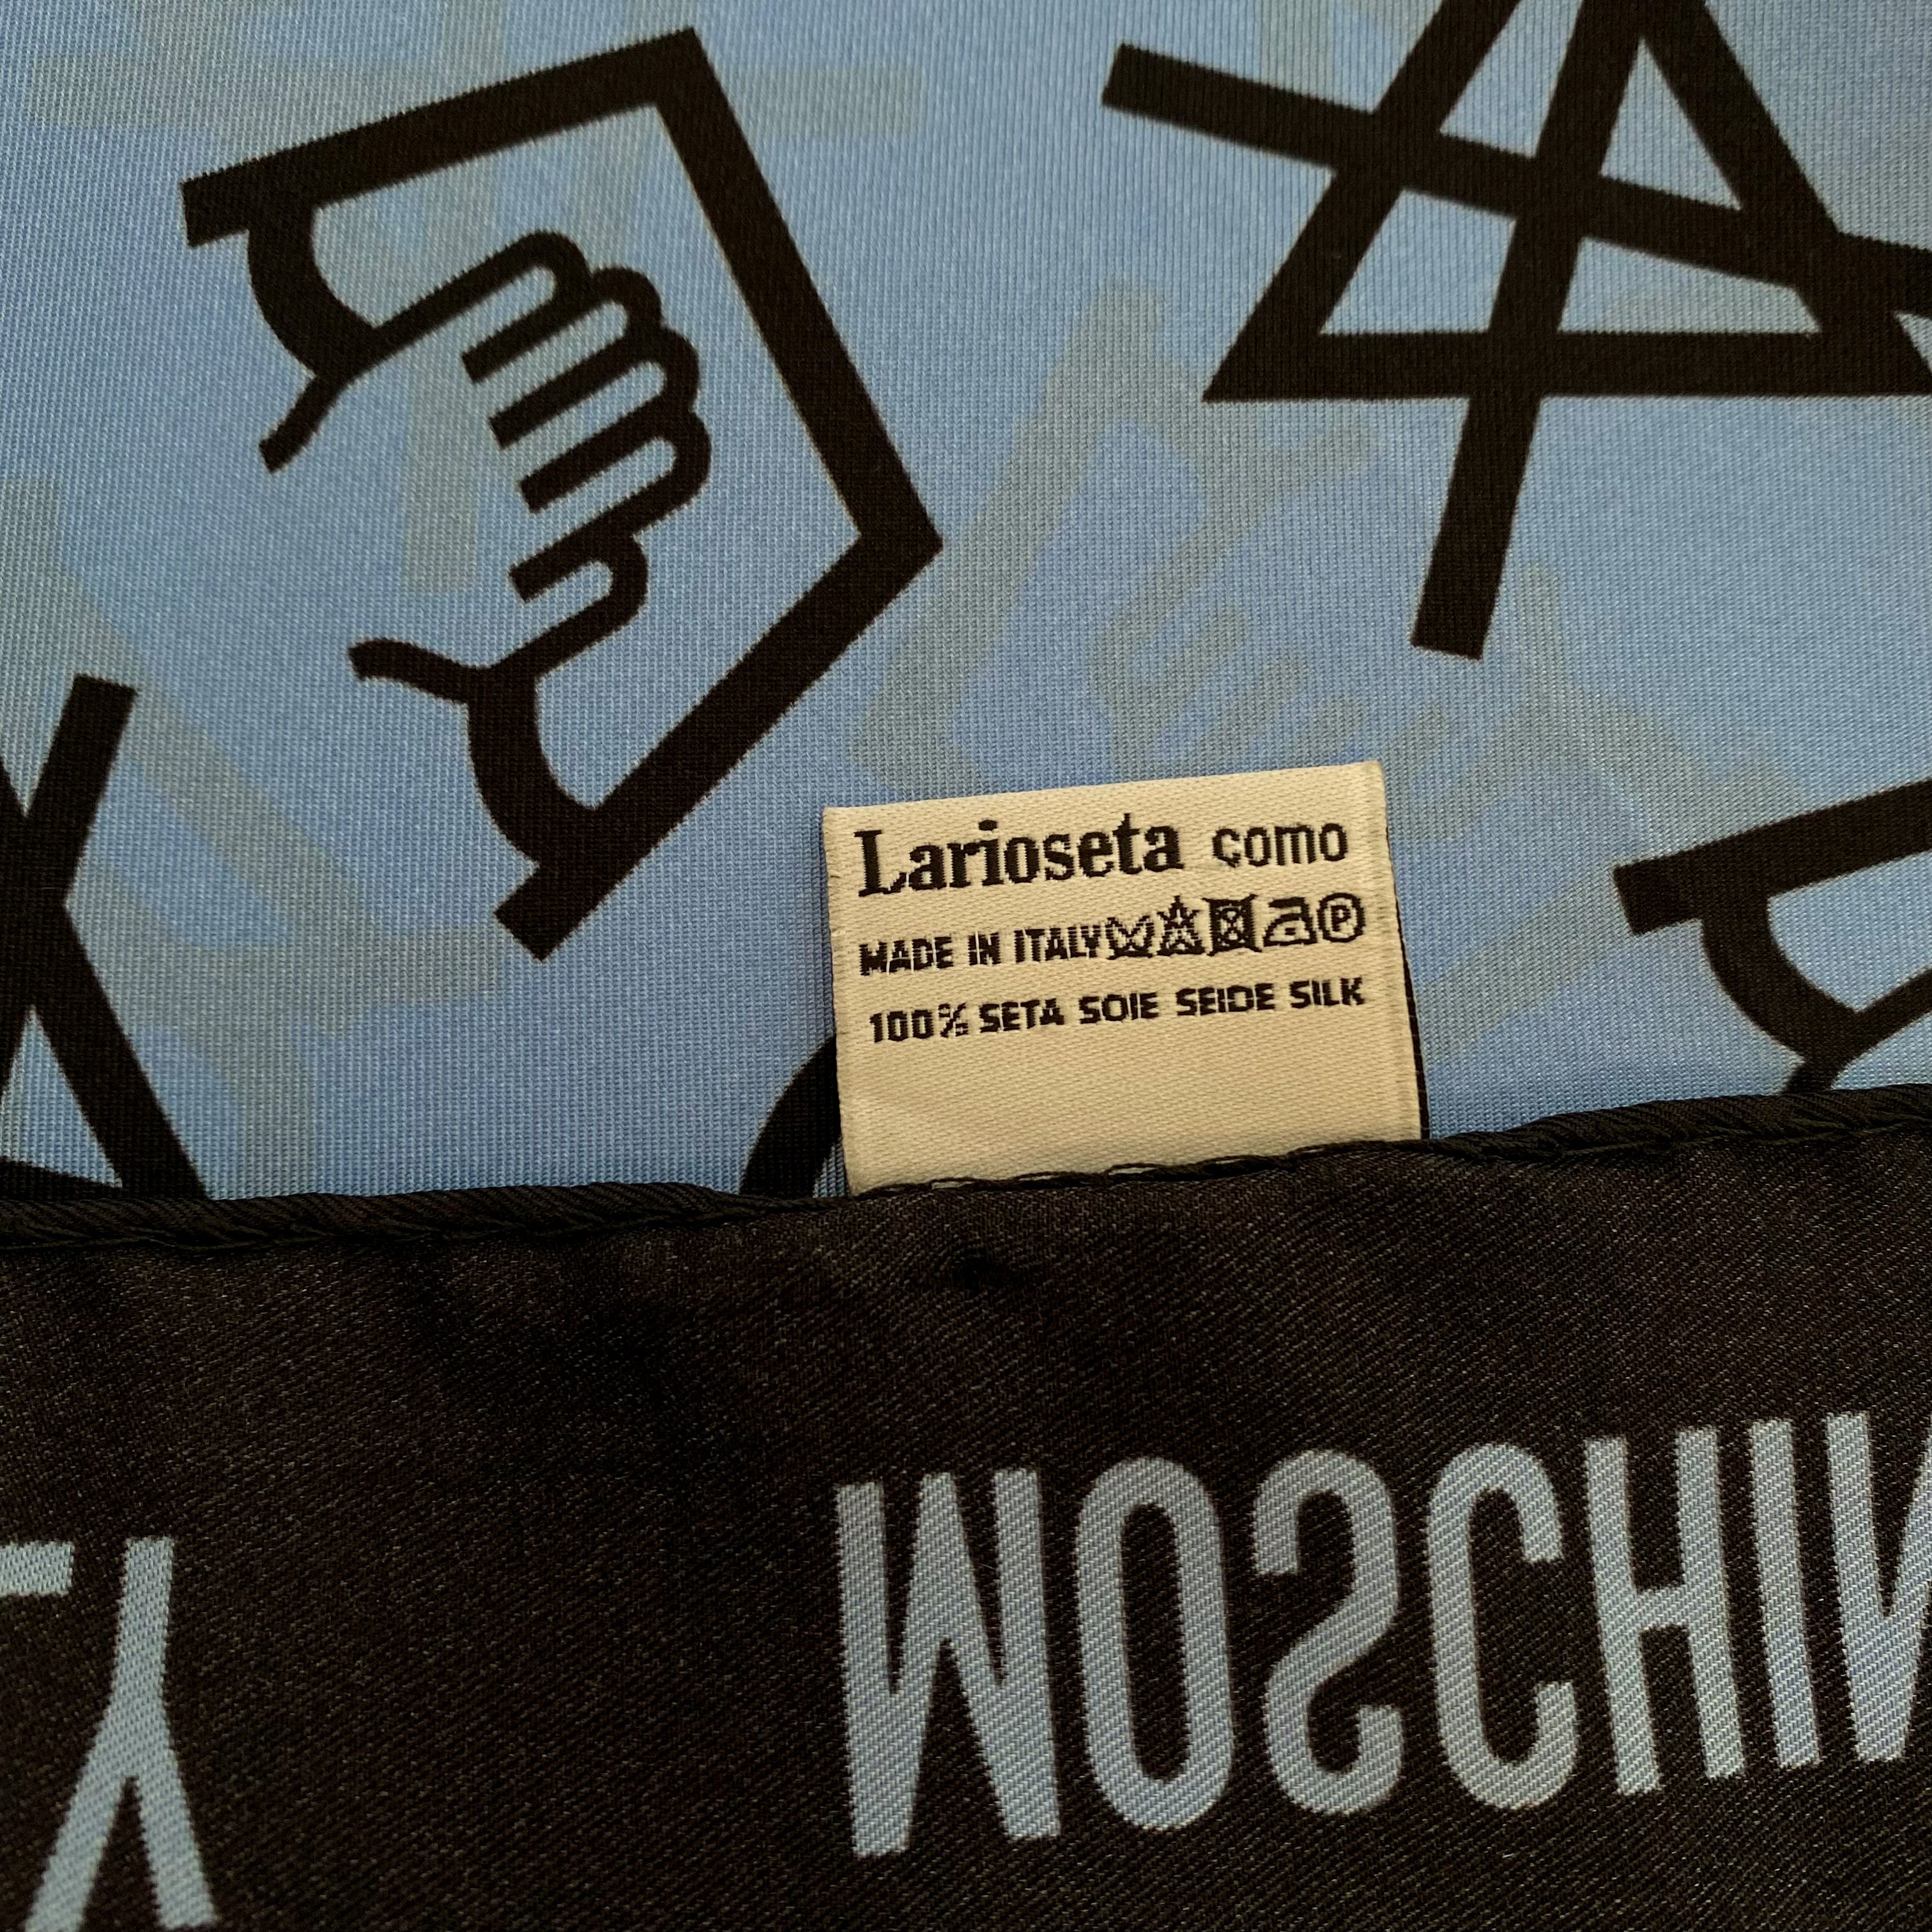 Larioseta como
MADE IN ITALY P
100% SETA SOIE SEIDE SILK
MOSCHIN